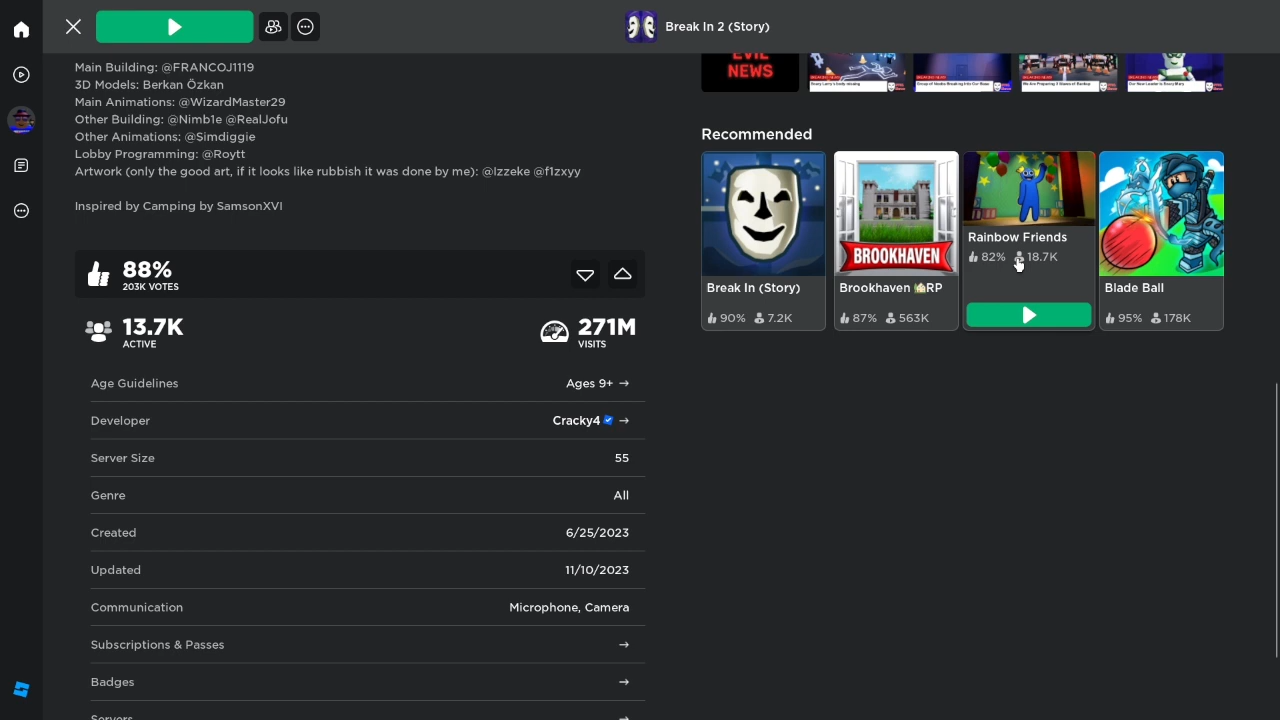 Break In 2 (Story)
Main Building: @FRANCOJ1119
3D Models: Berkan Özkan
Main Animations: @WizardMaster29
Other Building: @Nimb1e @RealJofu
Other Animations: @Simdiggie
Lobby Programming: @Roytt
Artwork (only the good art, if it looks like rubbish it was done by me): @Izzeke @f1zxyy
Inspired by Camping by SamsonXVI
88%
203K VOTES
13.7K
ACTIVE
271M
VISITS
Age Guidelines Ages 9+ →
Developer Cracky4 →
Server Size 55
Genre All
Created 6/25/2023
Updated 11/10/2023
Communication Microphone, Camera
Subscriptions & Passes →
Badges →
Servers →
EVIL
NEWS
Recommended
BROOKHAVEN
Break In (Story)
90% 7.2K
Brookhaven 🏡RP
87% 563K
Rainbow Friends
82% 18.7K
Blade Ball
95% 178K